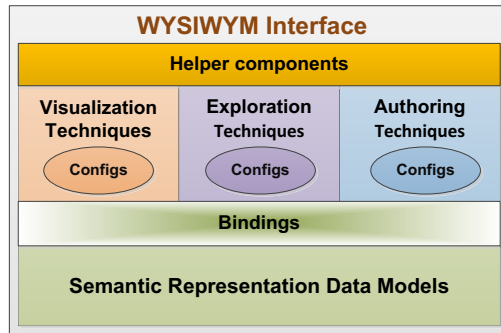 WYSIWYM Interface
Helper components
Visualization
Techniques
Configs
Exploration
Techniques
Configs
Authoring
Techniques
Configs
Bindings
Semantic Representation Data Models